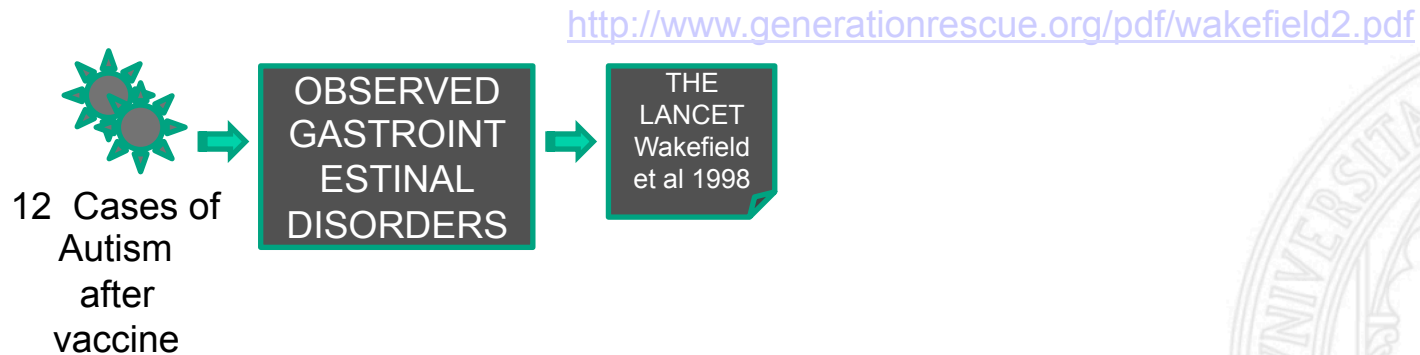 http://www.generationrescue.org/pdf/wakefield2.pdf
12 Cases of
Autism
after
vaccine
OBSERVED
GASTROINT
ESTINAL
DISORDERS
THE
LANCET
Wakefield
et al 1998